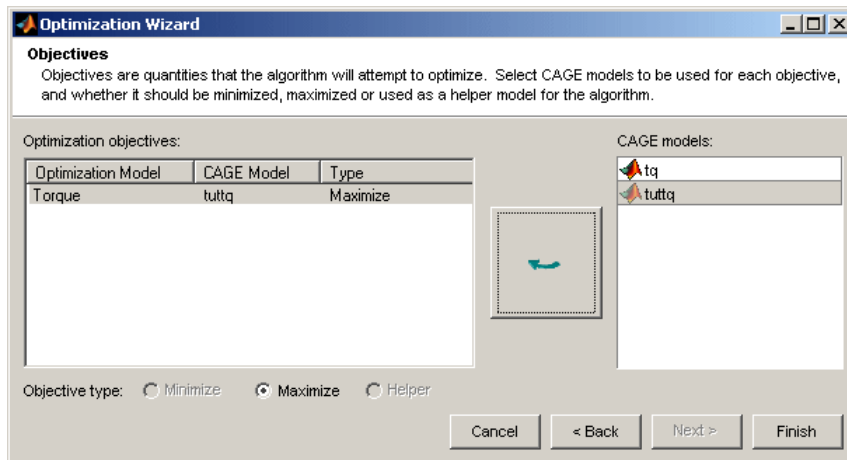 Optimization Wizard
Objectives
Objectives are quantities that the algorithm will attempt to optimize. Select CAGE models to be used for each objective,
and whether it should be minimized, maximized or used as a helper model for the algorithm.
Optimization objectives:
CAGE models:
Optimization Model CAGE Model Type
Torque tuttq Maximize
tq
tuttq
Objective type: Minimize Maximize Helper
Cancel < Back Next > Finish